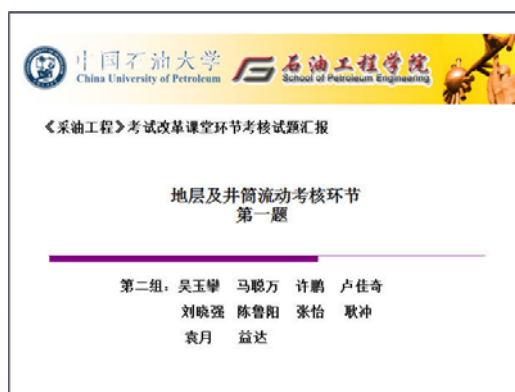 中国石油大学
China University of Petroleum
石油工程学院
School of Petroleum Engineering
《采油工程》考试改革课堂环节考核试题汇报
地层及井筒流动考核环节
第一题
第二组：吴玉攀 马聪万 许鹏 卢佳奇
刘晓强 陈鲁阳 张怡 耿冲
袁月 益达